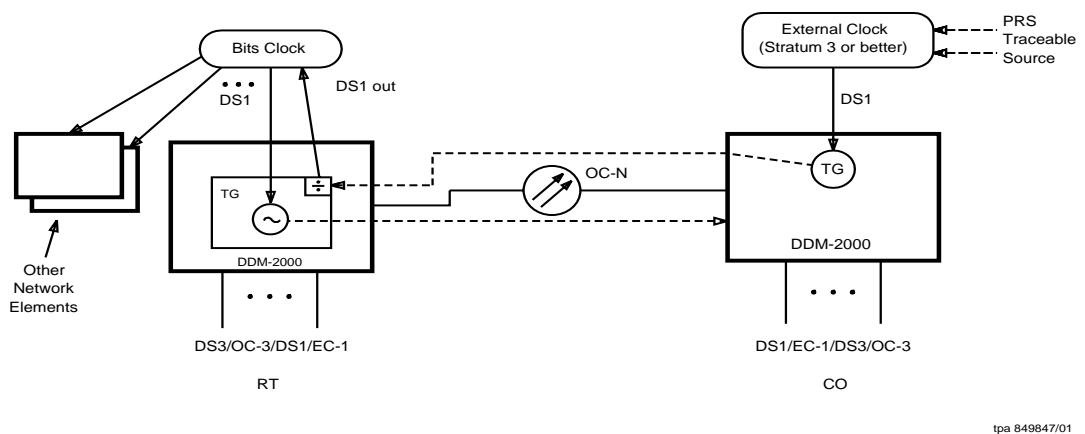 Bits Clock
DS1
DS1 out
External Clock
(Stratum 3 or better)
PRS
Traceable
Source
DS1
TG
÷
OC-N
TG
DDM-2000
DDM-2000
Other
Network
Elements
DS3/OC-3/DS1/EC-1
DS1/EC-1/DS3/OC-3
RT
CO
tpa 849847/01